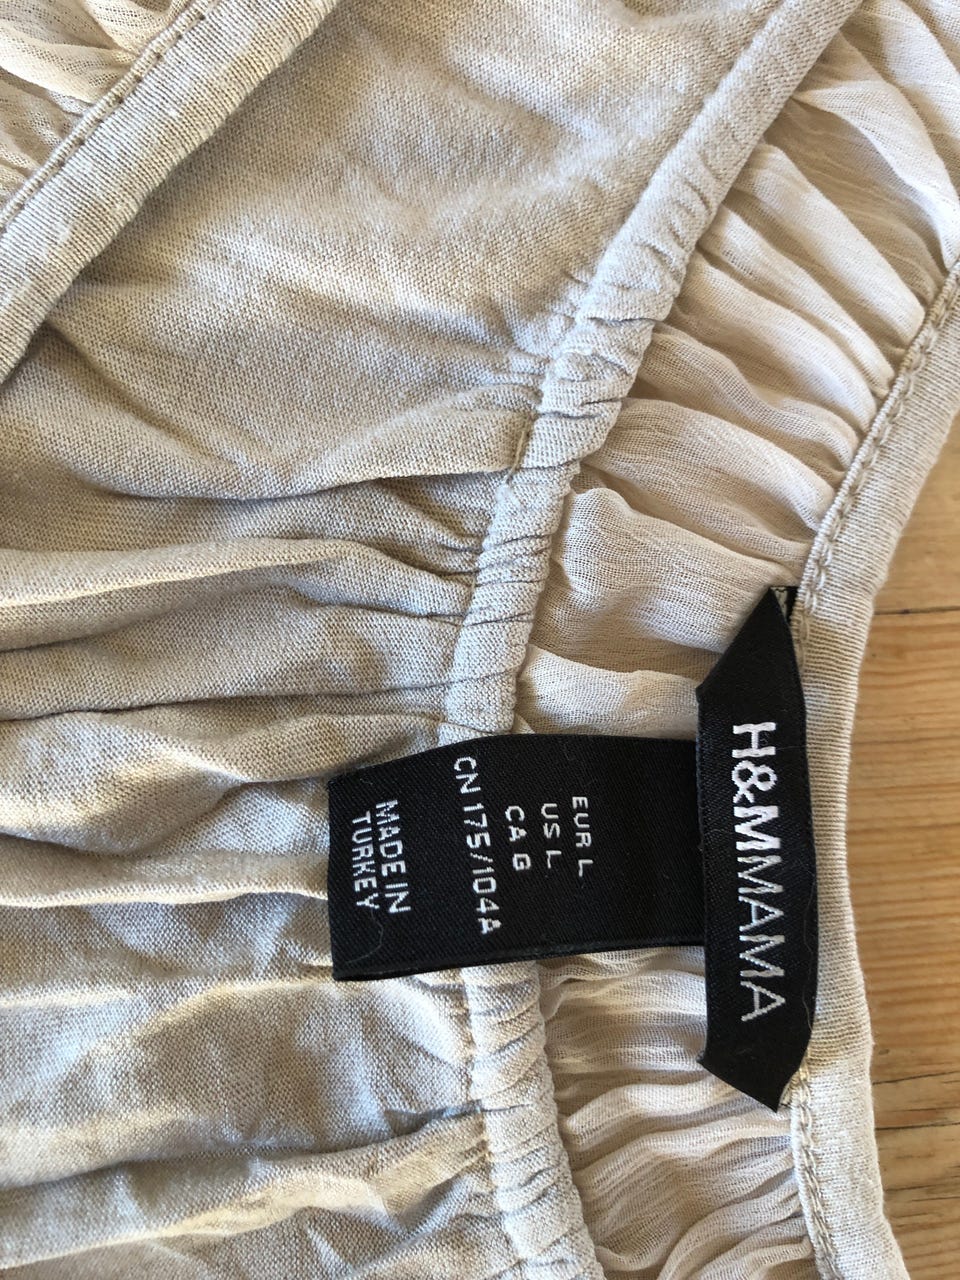 H&MMAMA
EUR L
US L
CA G
CN 175/104A
MADE IN
TURKEY